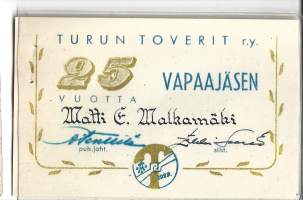 TURUN TOVERIT r.y.
25 VAPAAJÄSEN
VUOTTA
Matti E. Malkamäki
puh.joht. siht.